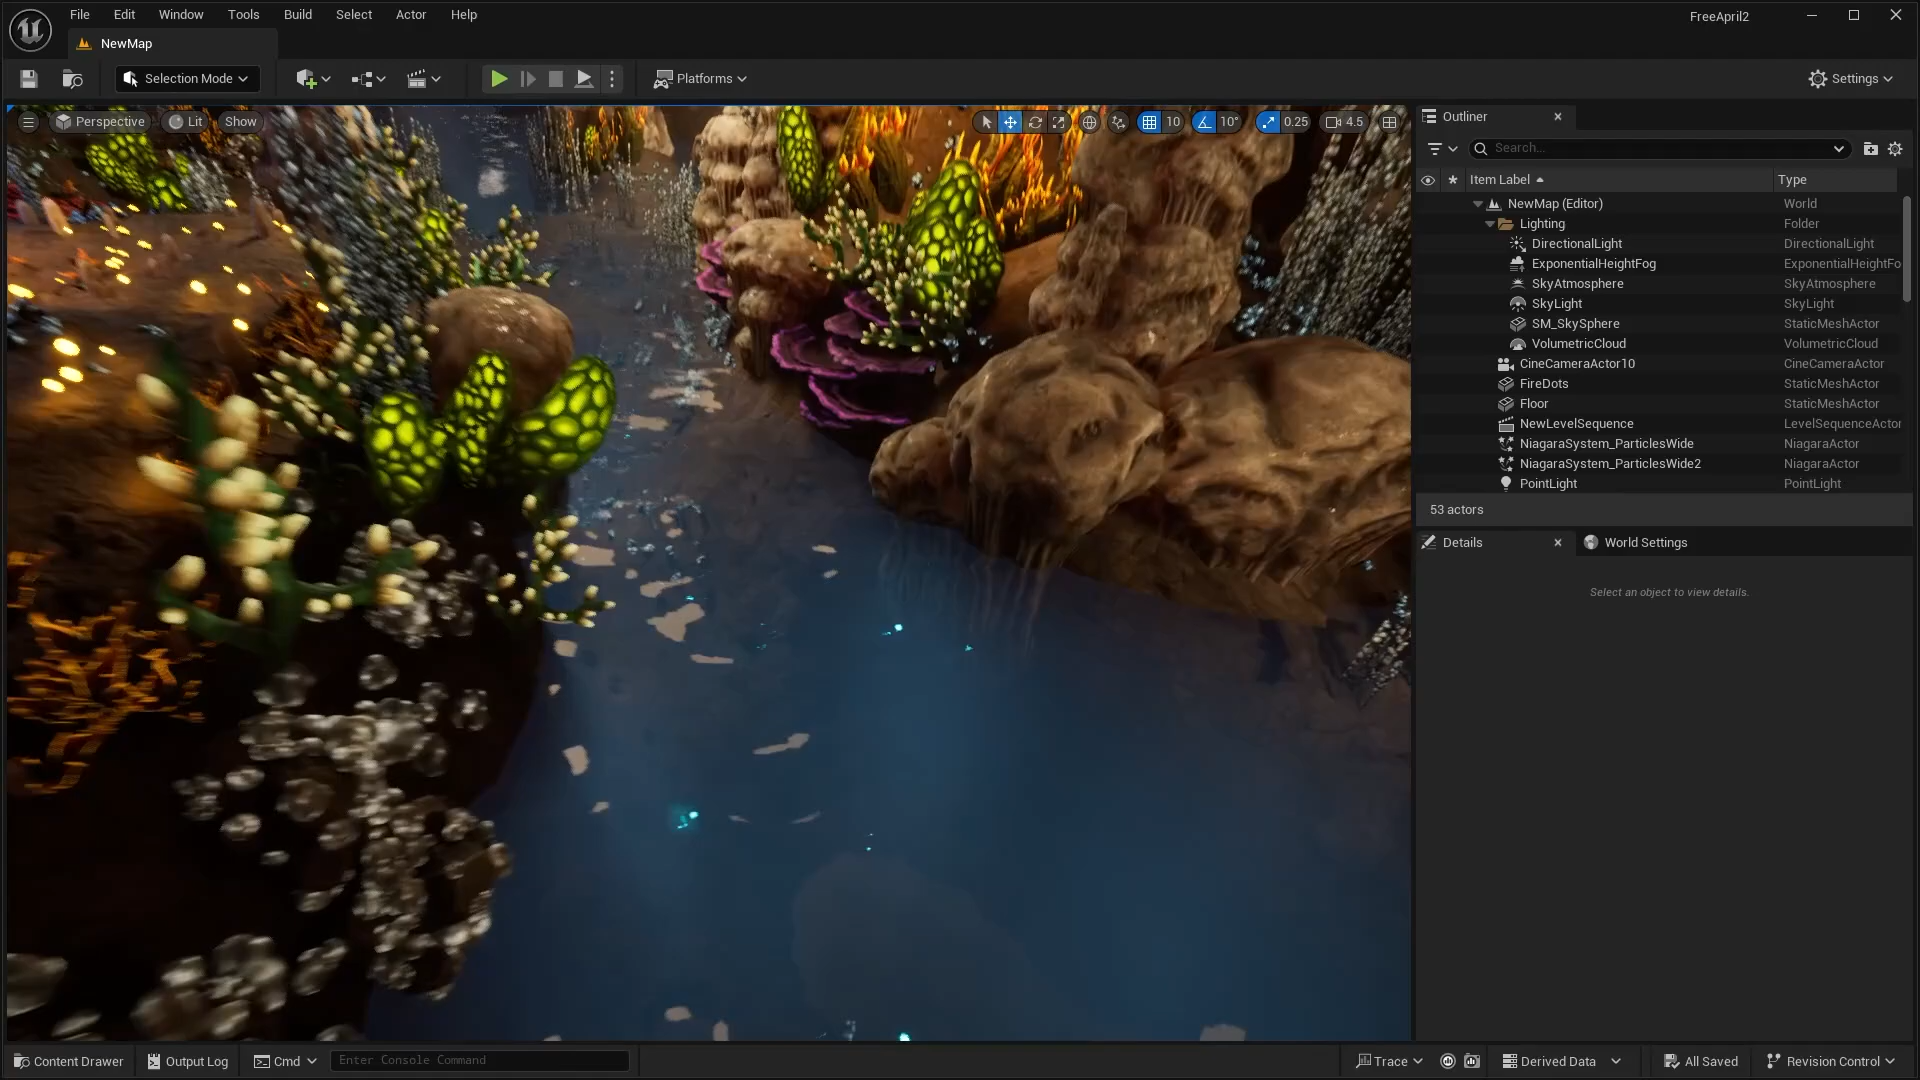 File Edit Window Tools Build Select Actor Help
FreeApril2
NewMap
Selection Mode
Platforms
Settings
Perspective Lit Show
10 10° 0.25 4.5
Outliner
Search...
Item Label Type
NewMap (Editor) World
Lighting Folder
DirectionalLight DirectionalLight
ExponentialHeightFog ExponentialHeightFo
SkyAtmosphere SkyAtmosphere
SkyLight SkyLight
SM_SkySphere StaticMeshActor
VolumetricCloud VolumetricCloud
CineCameraActor10 CineCameraActor
FireDots StaticMeshActor
Floor StaticMeshActor
NewLevelSequence LevelSequenceActor
NiagaraSystem_ParticlesWide NiagaraActor
NiagaraSystem_ParticlesWide2 NiagaraActor
PointLight PointLight
53 actors
Details World Settings
Select an object to view details.
Content Drawer Output Log Cmd Enter Console Command
Trace Derived Data All Saved Revision Control